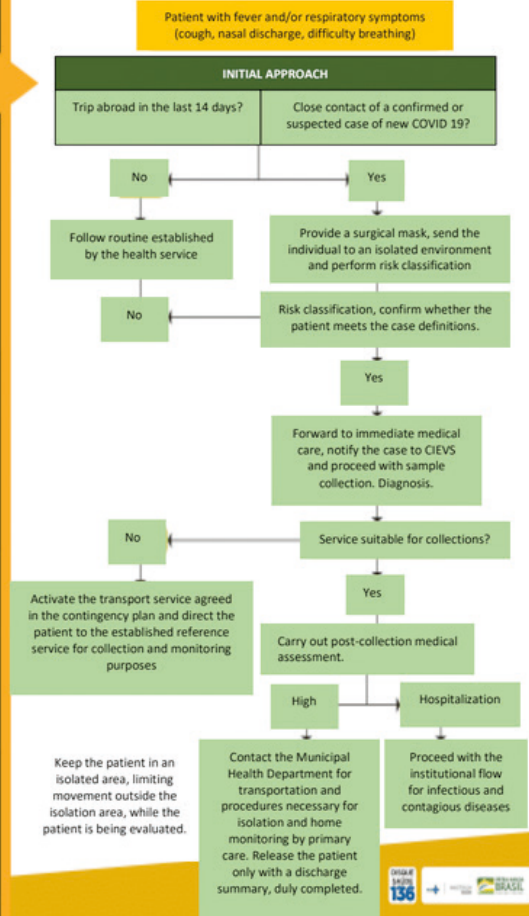 Patient with fever and/or respiratory symptoms
(cough, nasal discharge, difficulty breathing)
INITIAL APPROACH
Trip abroad in the last 14 days?
Close contact of a confirmed or
suspected case of new COVID 19?
No
Yes
Follow routine established
by the health service
Provide a surgical mask, send the
individual to an isolated environment
and perform risk classification
No
Risk classification, confirm whether the
patient meets the case definitions.
Yes
Forward to immediate medical
care, notify the case to CIEVS
and proceed with sample
collection. Diagnosis.
No
Service suitable for collections?
Activate the transport service agreed
in the contingency plan and direct the
patient to the established reference
service for collection and monitoring
purposes
Yes
Carry out post-collection medical
assessment.
High
Hospitalization
Keep the patient in an
isolated area, limiting
movement outside the
isolation area, while the
patient is being evaluated.
Contact the Municipal
Health Department for
transportation and
procedures necessary for
isolation and home
monitoring by primary
care. Release the patient
only with a discharge
summary, duly completed.
Proceed with the
institutional flow
for infectious and
contagious diseases
DISQUE
SAÚDE
136
BRASIL